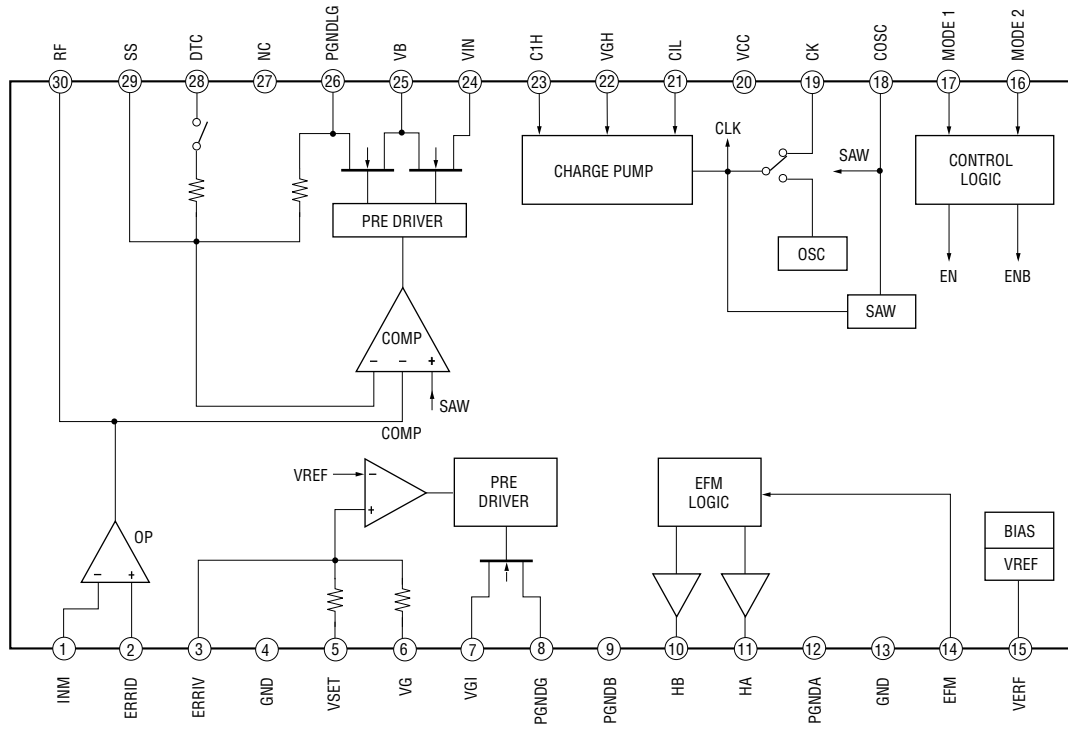 RF
SS
DTC
NC
PGNDLG
VB
VIN
C1H
VGH
CIL
VCC
CK
COSC
MODE 1
MODE 2
30
29
28
27
26
25
24
23
22
21
20
19
18
17
16
CLK
SAW
CHARGE PUMP
CONTROL
LOGIC
PRE DRIVER
OSC
EN
ENB
SAW
COMP
- - +
SAW
COMP
VREF
-
+
PRE
DRIVER
EFM
LOGIC
OP
- +
BIAS
VREF
1
2
3
4
5
6
7
8
9
10
11
12
13
14
15
INM
ERRID
ERRIV
GND
VSET
VG
VGI
PGNDG
PGNDB
HB
HA
PGNDA
GND
EFM
VERF